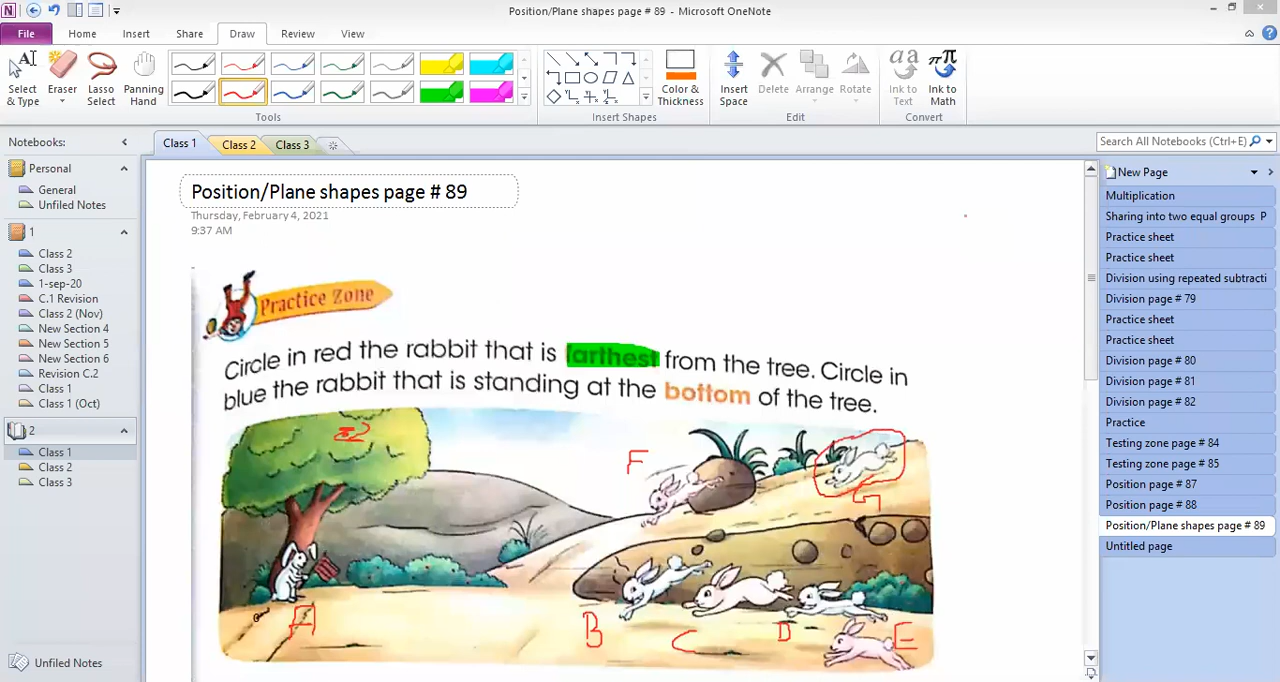 Position/Plane shapes page # 89 - Microsoft OneNote
File Home Insert Share Draw Review View
Select & Type
Eraser
Lasso Select
Panning Hand
Color & Thickness
Insert Space
Delete
Arrange
Rotate
Ink to Text
Ink to Math
Tools
Insert Shapes
Edit
Convert
Notebooks:
Personal
General
Unfiled Notes
1
Class 2
Class 3
1-sep-20
C.1 Revision
Class 2 (Nov)
New Section 4
New Section 5
New Section 6
Revision C.2
Class 1
Class 1 (Oct)
2
Class 1
Class 2
Class 3
Unfiled Notes
Class 1 Class 2 Class 3
Search All Notebooks (Ctrl+E)
Position/Plane shapes page # 89
Thursday, February 4, 2021
9:37 AM
Practice Zone
Circle in red the rabbit that is farthest from the tree. Circle in
blue the rabbit that is standing at the bottom of the tree.
F
G
A
B
C
D
E
New Page
Multiplication
Sharing into two equal groups P
Practice sheet
Practice sheet
Division using repeated subtracti
Division page # 79
Practice sheet
Practice sheet
Division page # 80
Division page # 81
Division page # 82
Practice
Testing zone page # 84
Testing zone page # 85
Position page # 87
Position page # 88
Position/Plane shapes page # 89
Untitled page